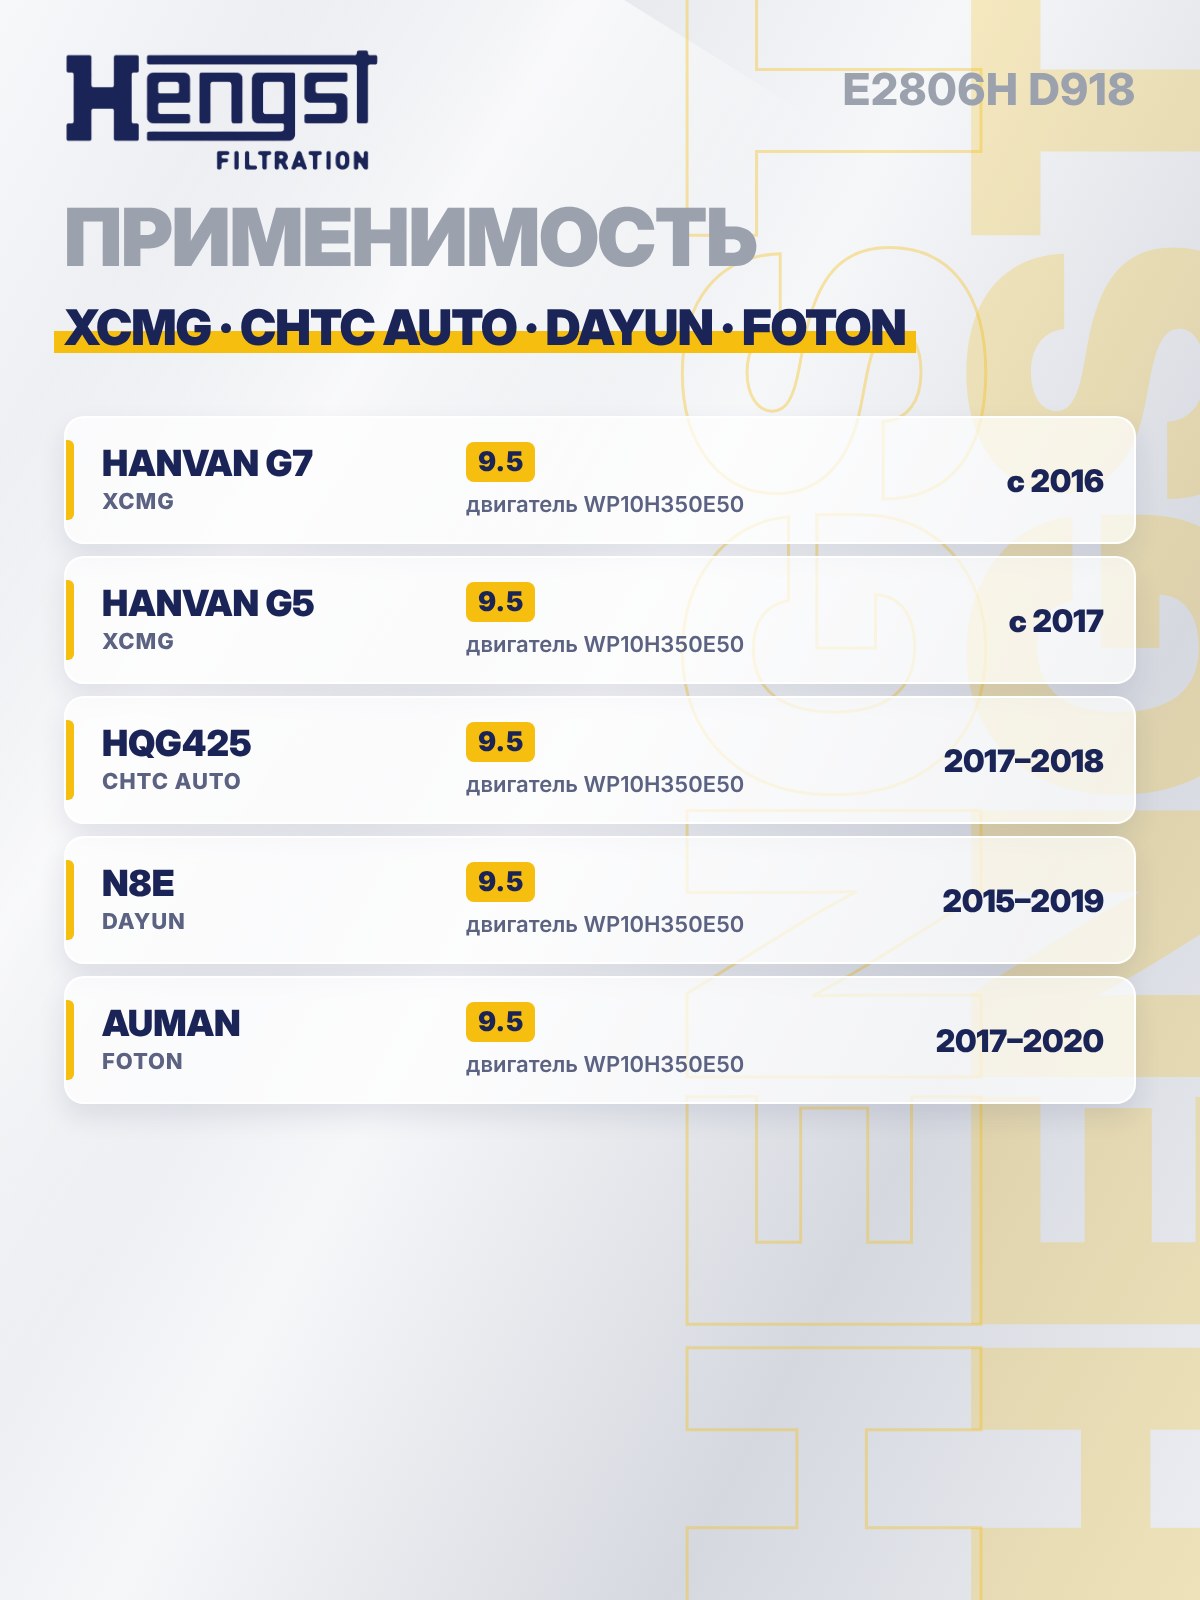 Hengst
FILTRATION
E2806H D918
ПРИМЕНИМОСТЬ
XCMG · CHTC AUTO · DAYUN · FOTON
HANVAN G7
XCMG
9.5
двигатель WP10H350E50
с 2016
HANVAN G5
XCMG
9.5
двигатель WP10H350E50
с 2017
HQG425
CHTC AUTO
9.5
двигатель WP10H350E50
2017–2018
N8E
DAYUN
9.5
двигатель WP10H350E50
2015–2019
AUMAN
FOTON
9.5
двигатель WP10H350E50
2017–2020
HENGST
HENGST